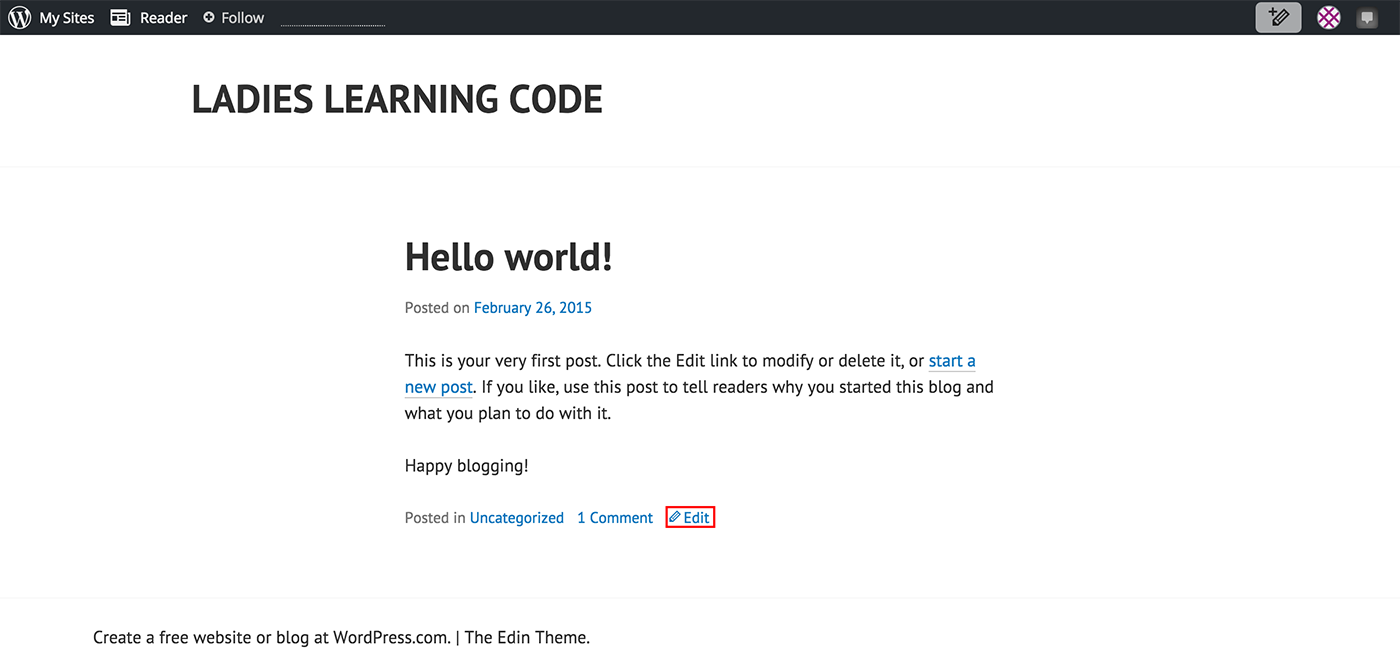 My Sites Reader Follow
LADIES LEARNING CODE
Hello world!
Posted on February 26, 2015
This is your very first post. Click the Edit link to modify or delete it, or start a
new post. If you like, use this post to tell readers why you started this blog and
what you plan to do with it.
Happy blogging!
Posted in Uncategorized 1 Comment Edit
Create a free website or blog at WordPress.com. | The Edin Theme.